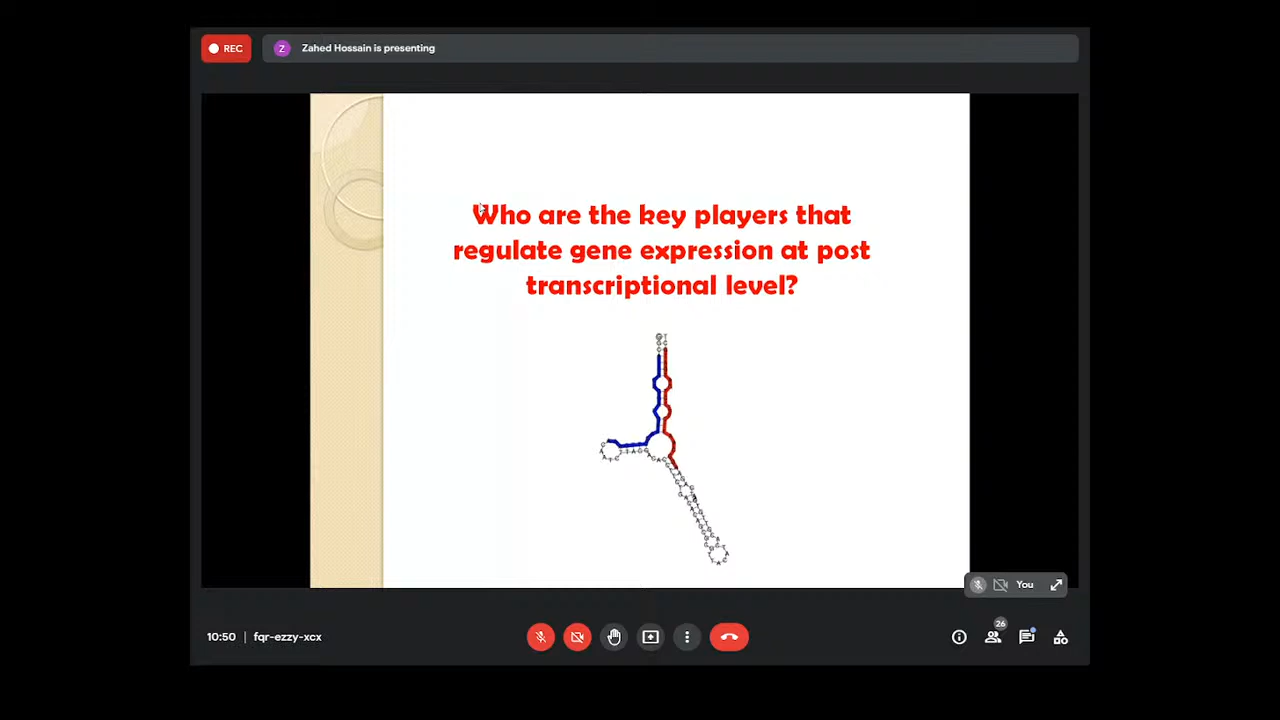 REC
Z
Zahed Hossain is presenting
Who are the key players that
regulate gene expression at post
transcriptional level?
You
10:50 | fqr-ezzy-xcx
26